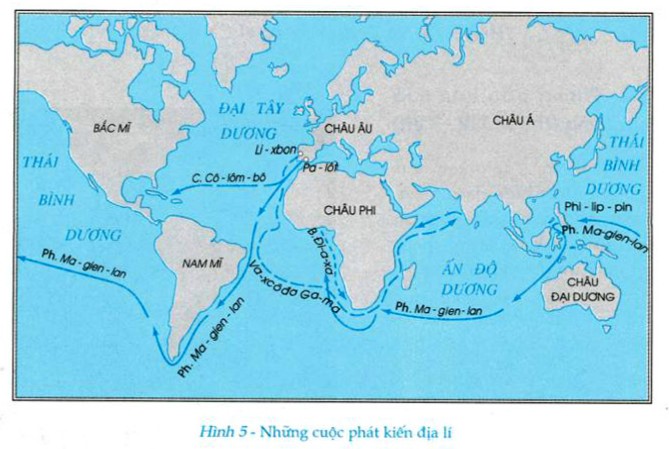 BẮC MĨ
ĐẠI TÂY
DƯƠNG
CHÂU ÂU
CHÂU Á
Li - xbon
Pa - lốt
THÁI
BÌNH
DƯƠNG
C. Cô - lôm - bô
CHÂU PHI
THÁI
BÌNH
DƯƠNG
Phi - lip - pin
Ph. Ma-gien-lan
B. Đi-a-xơ
Ph. Ma - gien - lan
NAM MĨ
Va-xcôđơ Ga-ma
ẤN ĐỘ
DƯƠNG
Ph. Ma - gien - lan
CHÂU
ĐẠI DƯƠNG
Ph. Ma - gien - lan
Hình 5 - Những cuộc phát kiến địa lí